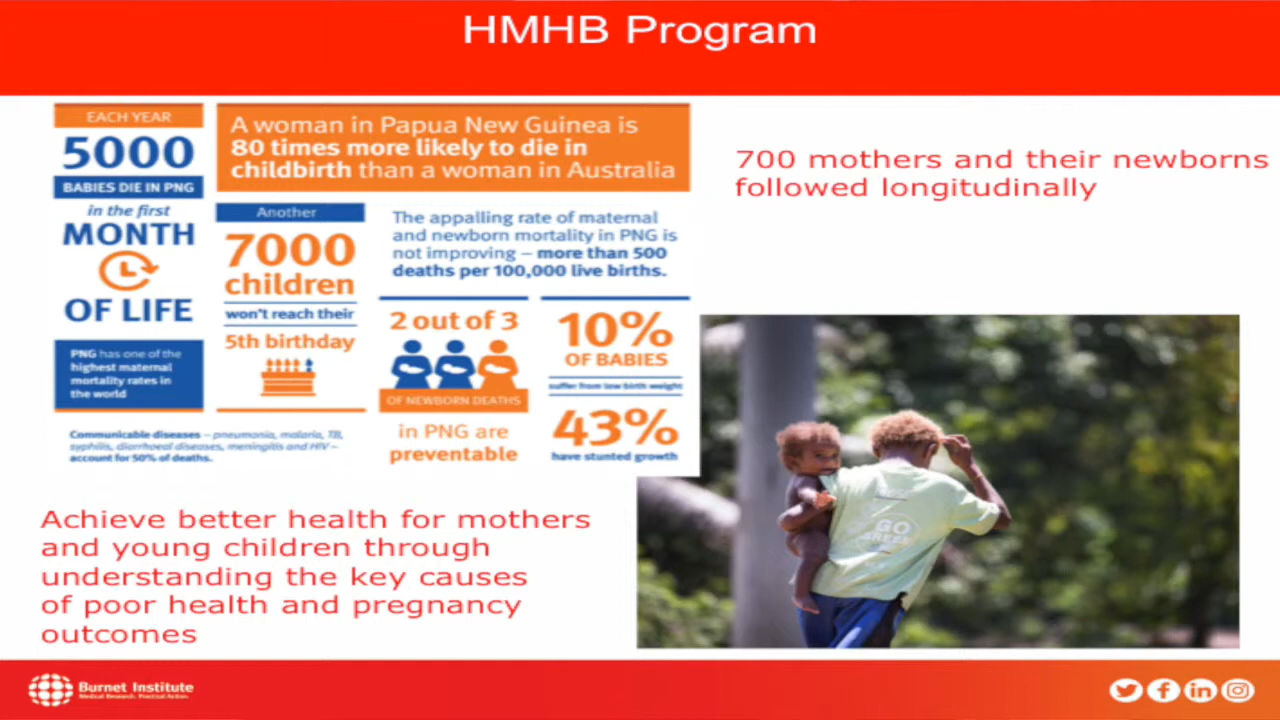 HMHB Program
EACH YEAR
5000
BABIES DIE IN PNG
in the first
MONTH
OF LIFE
PNG has one of the
highest maternal
mortality rates in
the world
A woman in Papua New Guinea is
80 times more likely to die in
childbirth than a woman in Australia
Another
7000
children
won't reach their
5th birthday
The appalling rate of maternal
and newborn mortality in PNG is
not improving – more than 500
deaths per 100,000 live births.
2 out of 3
OF NEWBORN DEATHS
in PNG are
preventable
10%
OF BABIES
suffer from low birth weight
43%
have stunted growth
Communicable diseases – pneumonia, malaria, TB,
syphilis, diarrhoeal diseases, meningitis and HIV –
account for 50% of deaths.
700 mothers and their newborns
followed longitudinally
GO
GREEN
Achieve better health for mothers
and young children through
understanding the key causes
of poor health and pregnancy
outcomes
Burnet Institute
Medical Research. Practical Action.